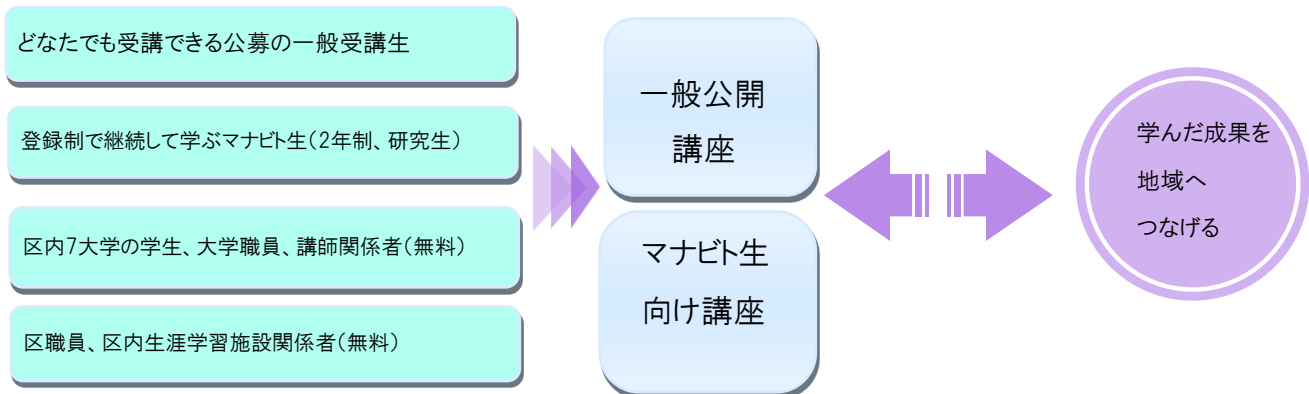 どなたでも受講できる公募の一般受講生
登録制で継続して学ぶマナビト生(2年制、研究生)
区内7大学の学生、大学職員、講師関係者(無料)
区職員、区内生涯学習施設関係者(無料)
一般公開
講座
マナビト生
向け講座
学んだ成果を
地域へ
つなげる